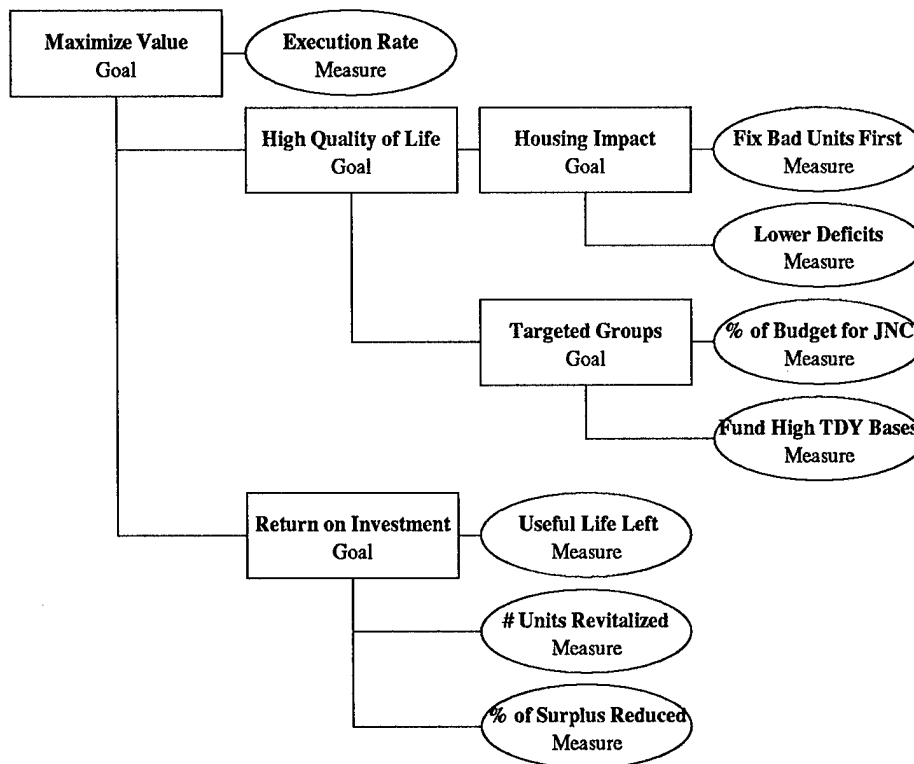 Maximize Value
Goal
Execution Rate
Measure
High Quality of Life
Goal
Housing Impact
Goal
Fix Bad Units First
Measure
Lower Deficits
Measure
Targeted Groups
Goal
% of Budget for JNC
Measure
Fund High TDY Bases
Measure
Return on Investment
Goal
Useful Life Left
Measure
# Units Revitalized
Measure
% of Surplus Reduced
Measure